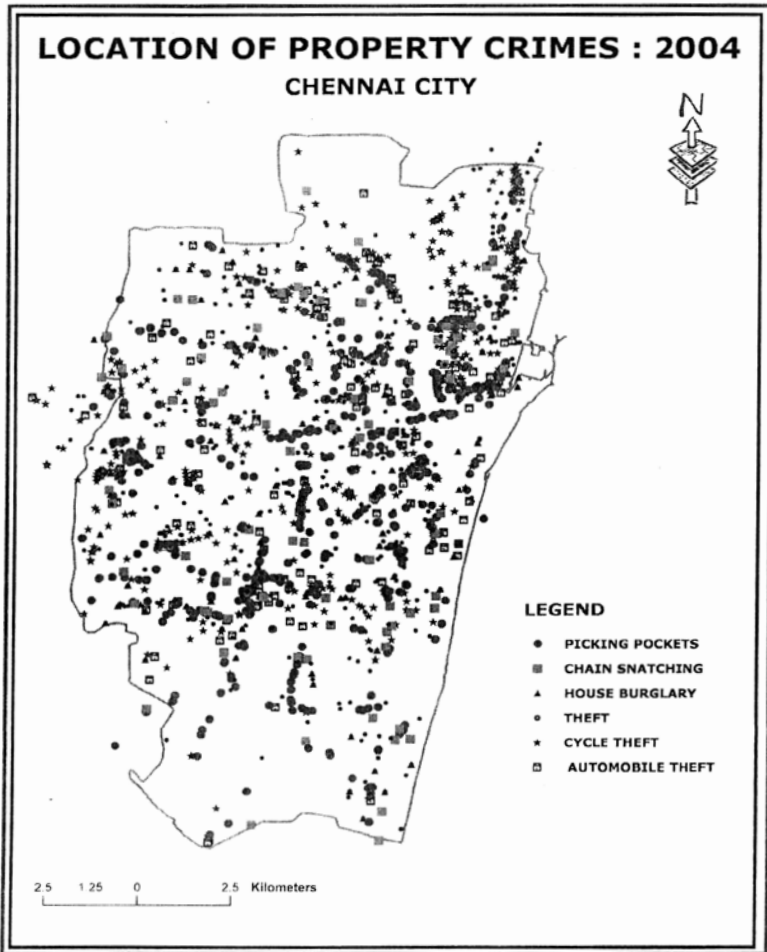 LOCATION OF PROPERTY CRIMES : 2004
CHENNAI CITY
N
LEGEND
PICKING POCKETS
CHAIN SNATCHING
HOUSE BURGLARY
THEFT
CYCLE THEFT
AUTOMOBILE THEFT
2.5 1 25 0 2.5 Kilometers